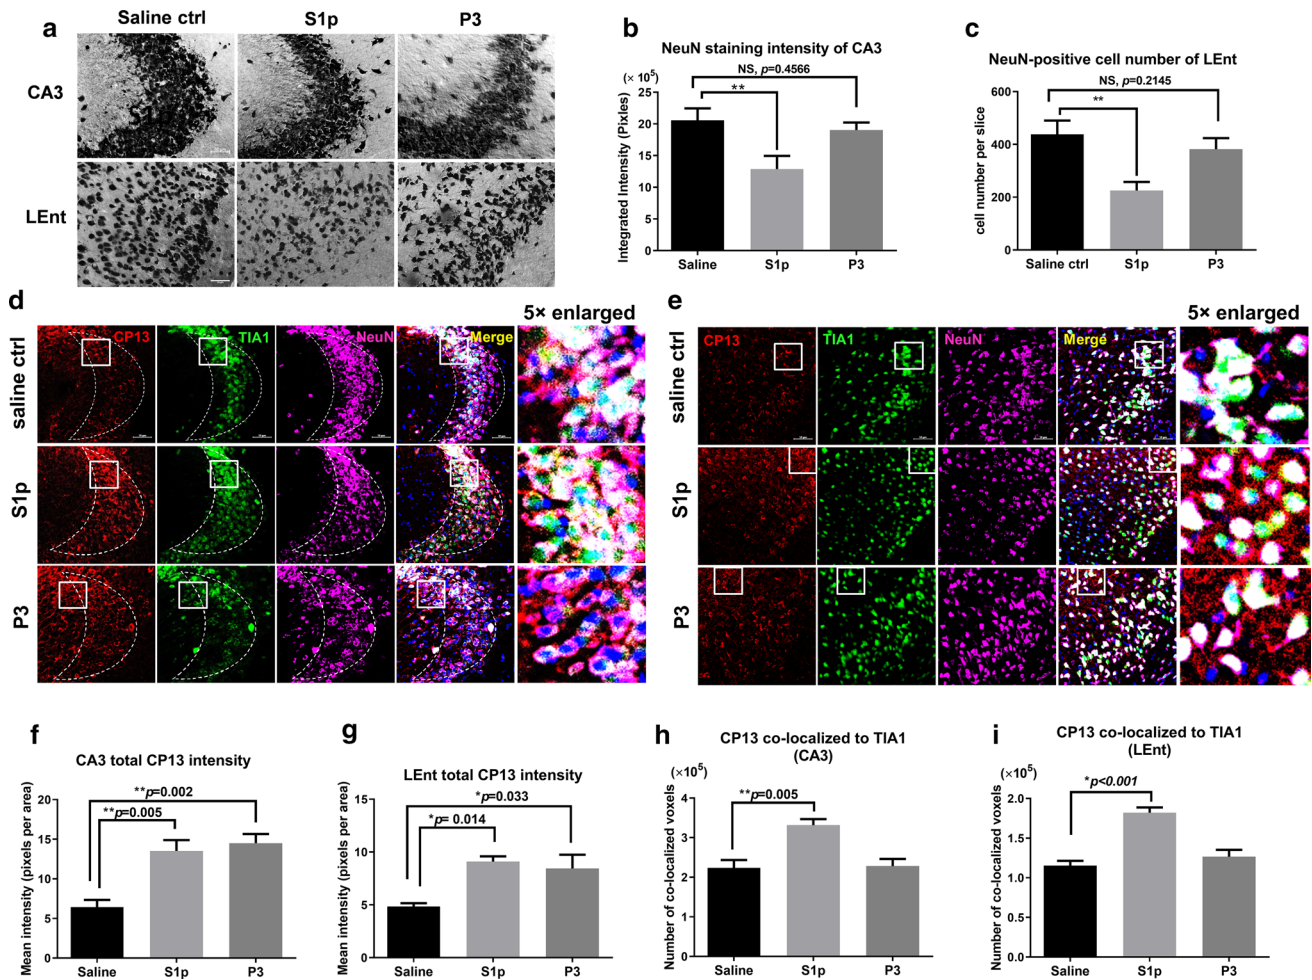 a
Saline ctrl
S1p
P3
CA3
LEnt
b
NeuN staining intensity of CA3
(× 10⁵)
NS, p=0.4566
**
Integrated Intensity (Pixles)
25
20
15
10
5
0
Saline
S1p
P3
c
NeuN-positive cell number of LEnt
NS, p=0.2145
**
cell number per slice
600
400
200
0
Saline ctrl
S1p
P3
d
5× enlarged
saline ctrl
CP13
TIA1
NeuN
Merge
S1p
P3
e
5× enlarged
saline ctrl
CP13
TIA1
NeuN
Merge
S1p
P3
f
CA3 total CP13 intensity
**p=0.002
**p=0.005
Mean intensity (pixels per area)
20
15
10
5
0
Saline
S1p
P3
g
LEnt total CP13 intensity
*p=0.033
*p= 0.014
Mean intensity (pixels per area)
15
10
5
0
Saline
S1p
P3
h
CP13 co-localized to TIA1
(CA3)
(×10⁵)
**p=0.005
Number of co-localized voxels
4
3
2
1
0
Saline
S1p
P3
i
CP13 co-localized to TIA1
(LEnt)
(×10⁵)
*p<0.001
Number of co-localized voxels
2.0
1.5
1.0
0.5
0.0
Saline
S1p
P3